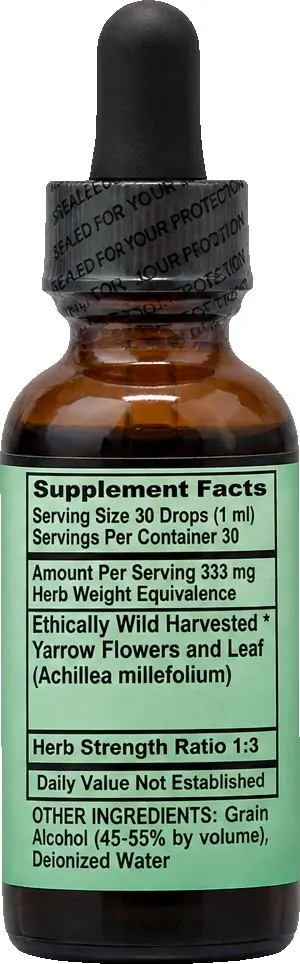 SEALED FOR YOUR PROTECTION
Supplement Facts
Serving Size 30 Drops (1 ml)
Servings Per Container 30
Amount Per Serving 333 mg
Herb Weight Equivalence
Ethically Wild Harvested *
Yarrow Flowers and Leaf
(Achillea millefolium)
Herb Strength Ratio 1:3
Daily Value Not Established
OTHER INGREDIENTS: Grain
Alcohol (45-55% by volume),
Deionized Water